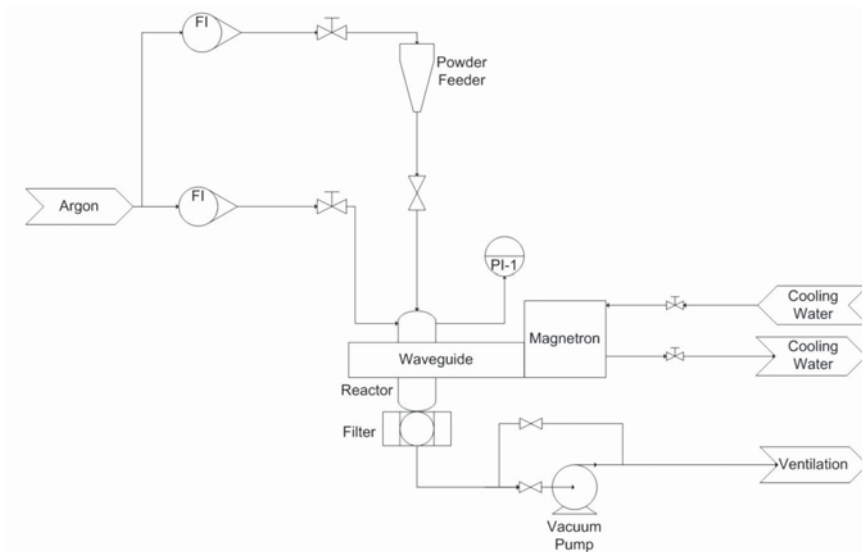 FI
Powder
Feeder
FI
Argon
PI-1
Cooling
Water
Magnetron
Waveguide
Cooling
Water
Reactor
Filter
Ventilation
Vacuum
Pump